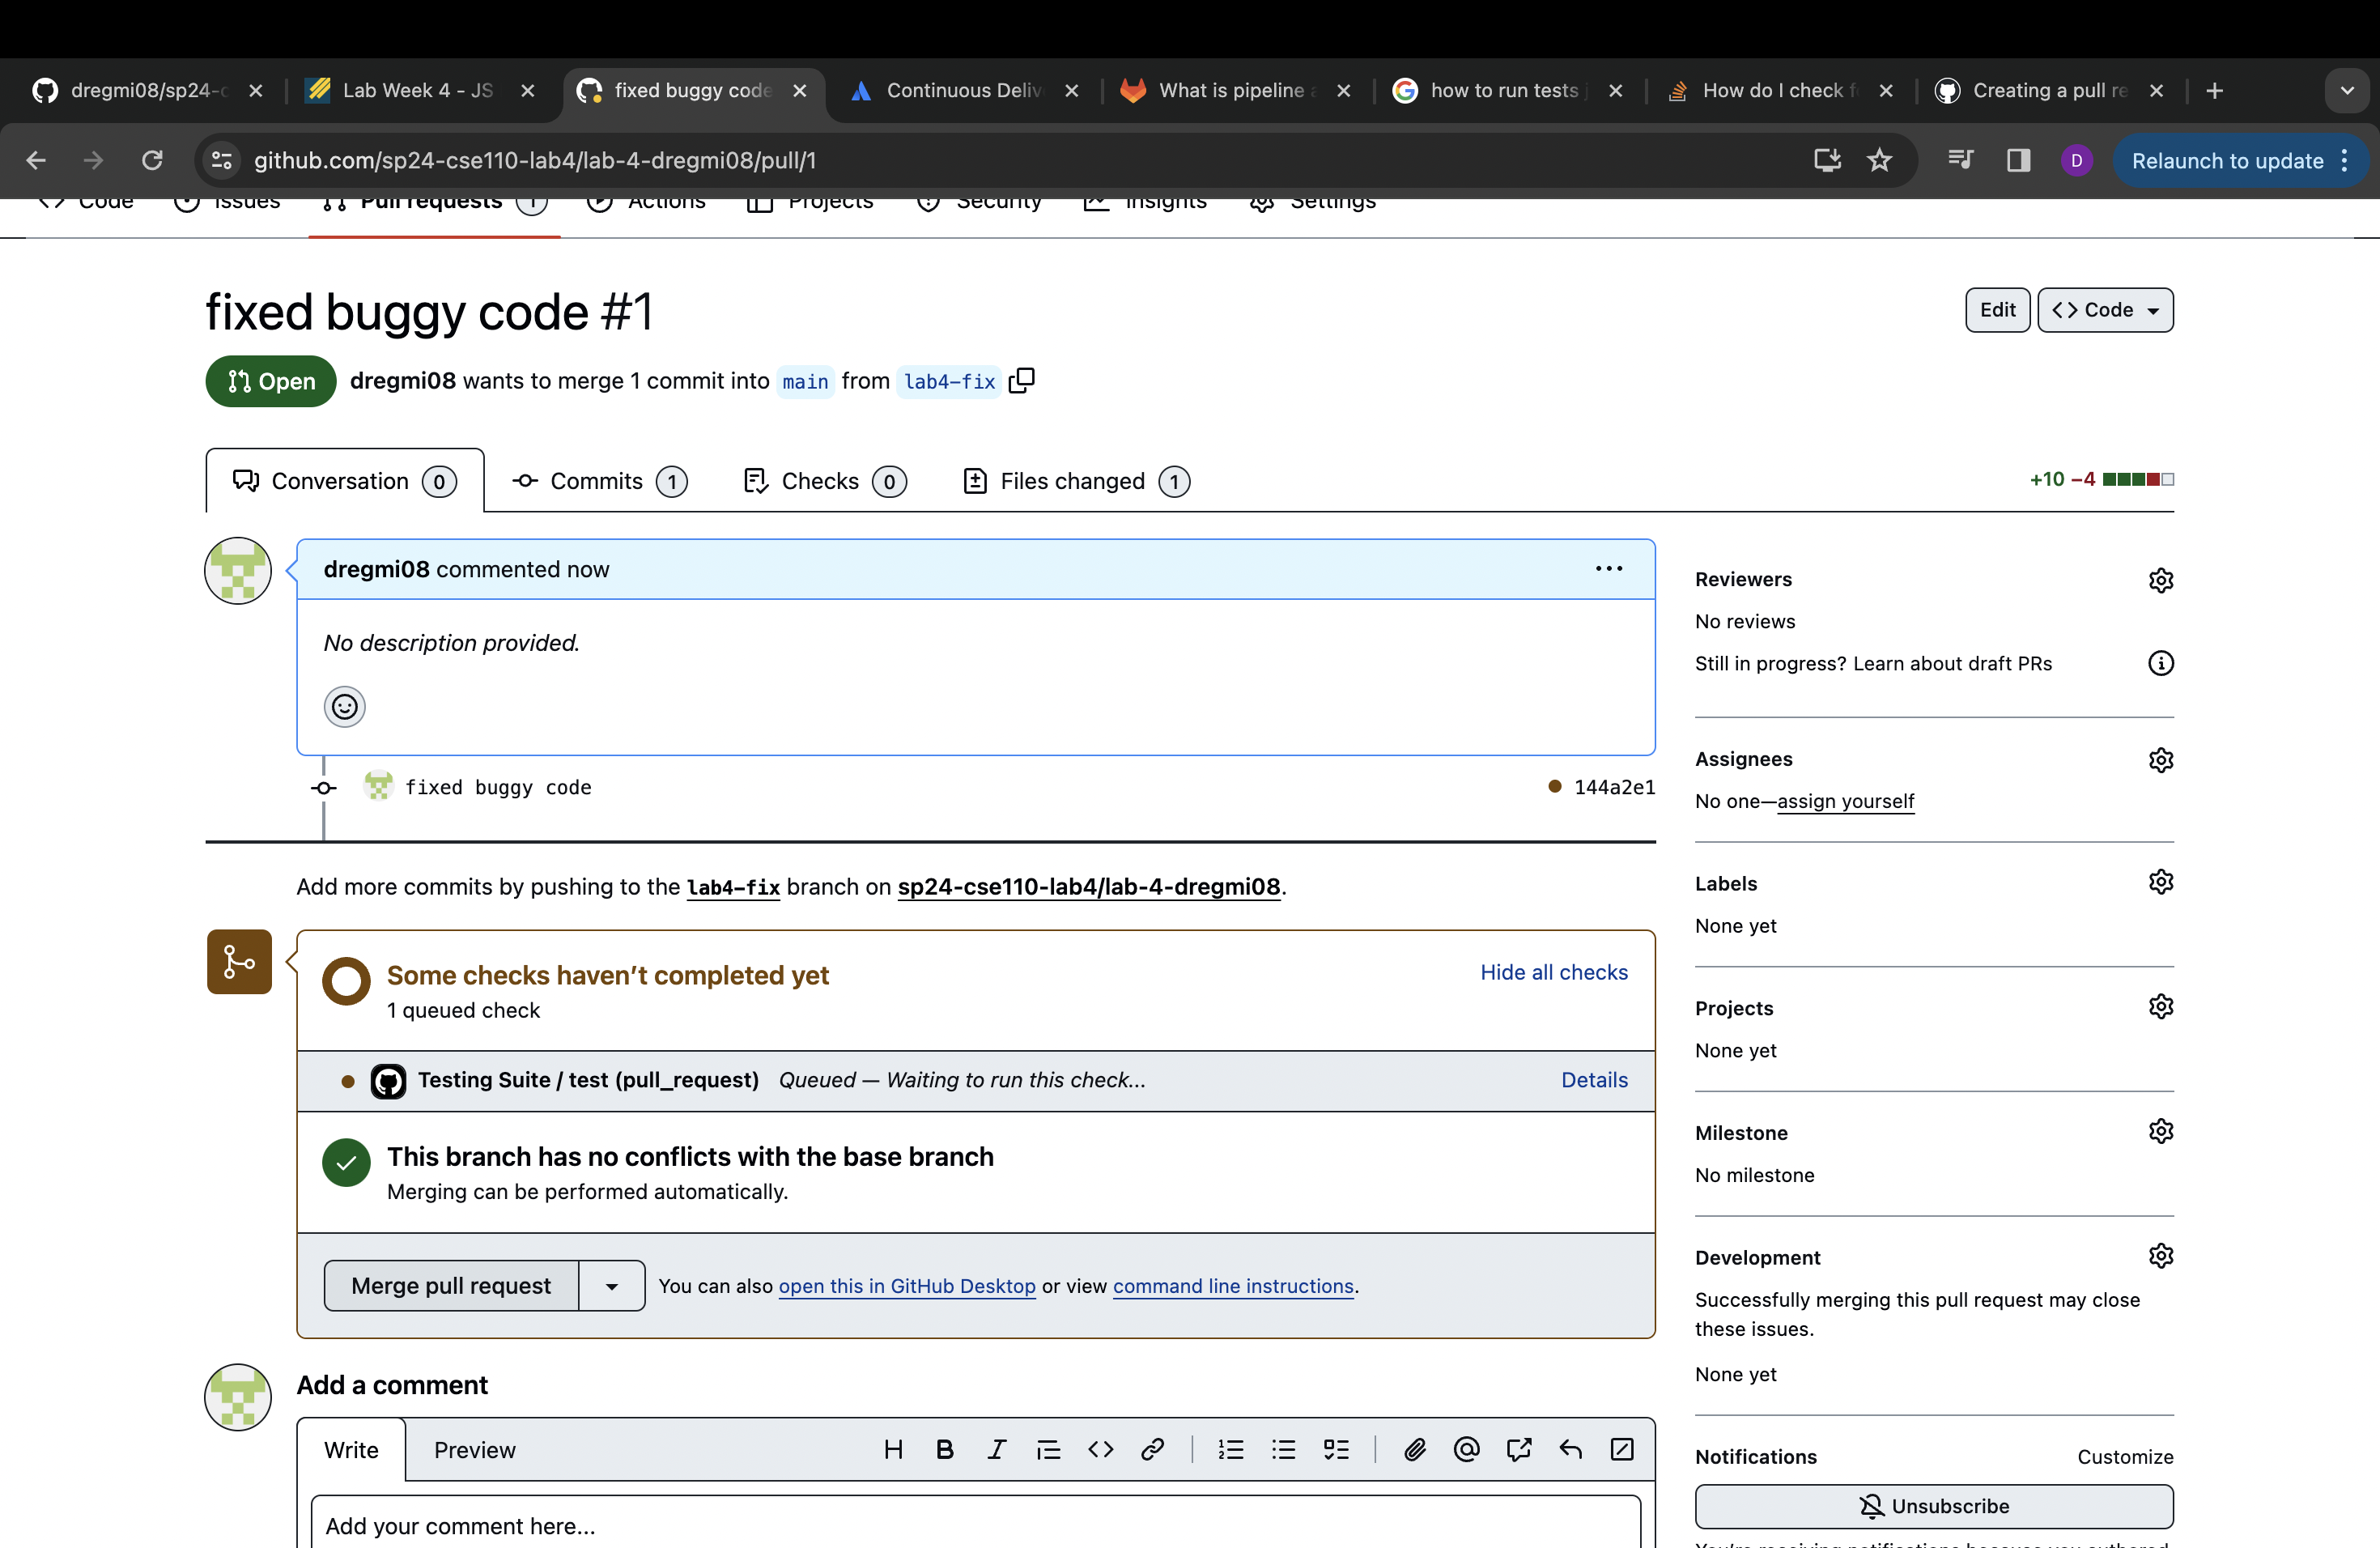 dregmi08/sp24-c
Lab Week 4 - JS
fixed buggy code
Continuous Deliv
What is pipeline a
how to run tests j
How do I check f
Creating a pull re
github.com/sp24-cse110-lab4/lab-4-dregmi08/pull/1
D
Relaunch to update
Code
Issues
Pull requests 1
Actions
Projects
Security
Insights
Settings
fixed buggy code #1
Edit
Code
Open
dregmi08 wants to merge 1 commit into main from lab4-fix
Conversation 0
Commits 1
Checks 0
Files changed 1
+10 −4
dregmi08 commented now
No description provided.
fixed buggy code
144a2e1
Add more commits by pushing to the lab4-fix branch on sp24-cse110-lab4/lab-4-dregmi08.
Some checks haven’t completed yet
Hide all checks
1 queued check
Testing Suite / test (pull_request) Queued — Waiting to run this check...
Details
This branch has no conflicts with the base branch
Merging can be performed automatically.
Merge pull request
You can also open this in GitHub Desktop or view command line instructions.
Add a comment
Write
Preview
Add your comment here...
Reviewers
No reviews
Still in progress? Learn about draft PRs
Assignees
No one—assign yourself
Labels
None yet
Projects
None yet
Milestone
No milestone
Development
Successfully merging this pull request may close
these issues.
None yet
Notifications
Customize
Unsubscribe
You’re receiving notifications because you authored